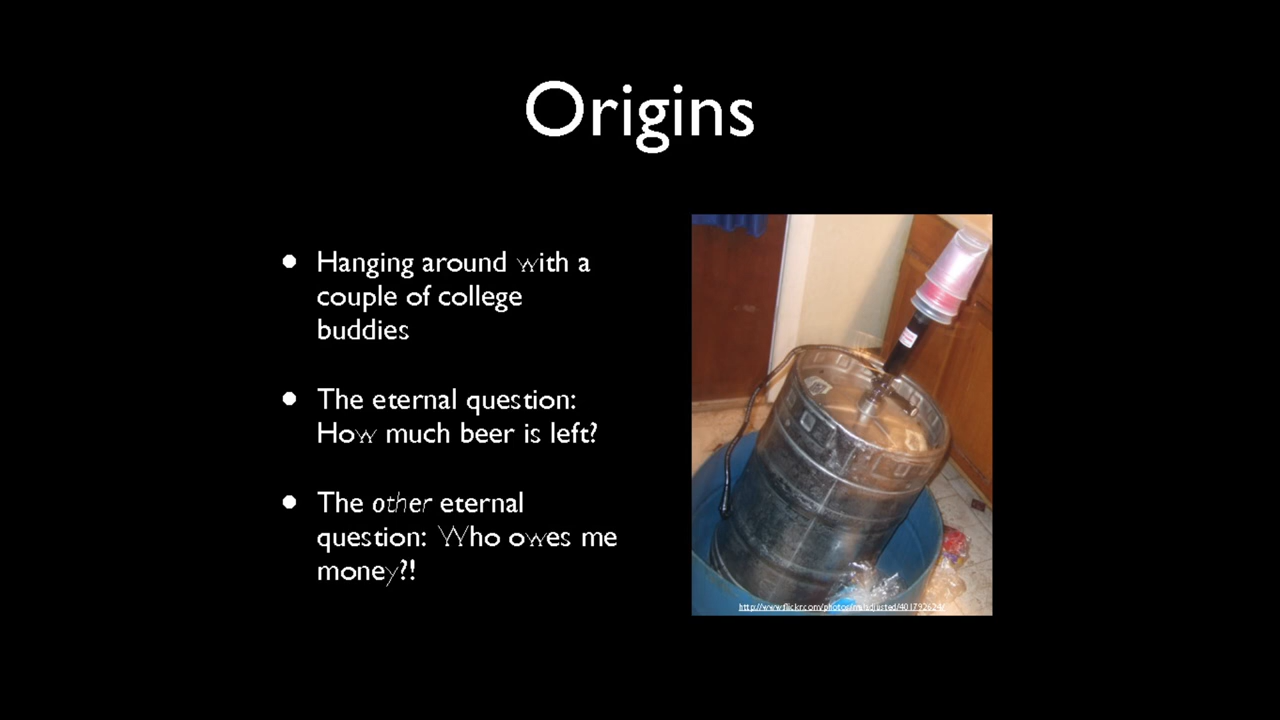 Origins
• Hanging around with a
couple of college
buddies
• The eternal question:
How much beer is left?
• The other eternal
question: Who owes me
money?!